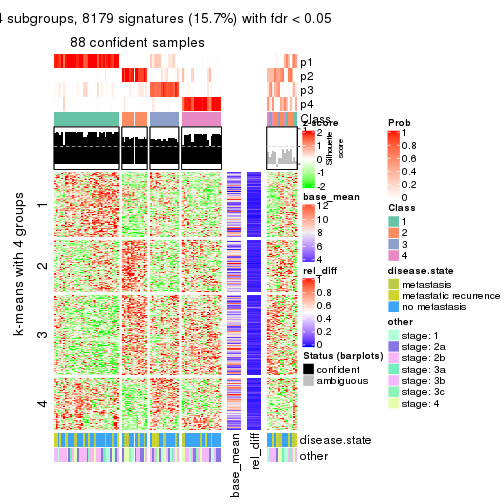 4 subgroups, 8179 signatures (15.7%) with fdr < 0.05
88 confident samples
p1
p2
p3
p4
Class
Silhouette
score
k-means with 4 groups
1
2
3
4
base_mean
rel_diff
disease.state
other
z-score
2
1
0
-1
-2
base_mean
12
10
8
6
4
rel_diff
1
0.8
0.6
0.4
0.2
0
Status (barplots)
confident
ambiguous
Prob
1
0.8
0.6
0.4
0.2
0
Class
1
2
3
4
disease.state
metastasis
metastatic recurrence
no metastasis
other
stage: 1
stage: 2a
stage: 2b
stage: 3a
stage: 3b
stage: 3c
stage: 4